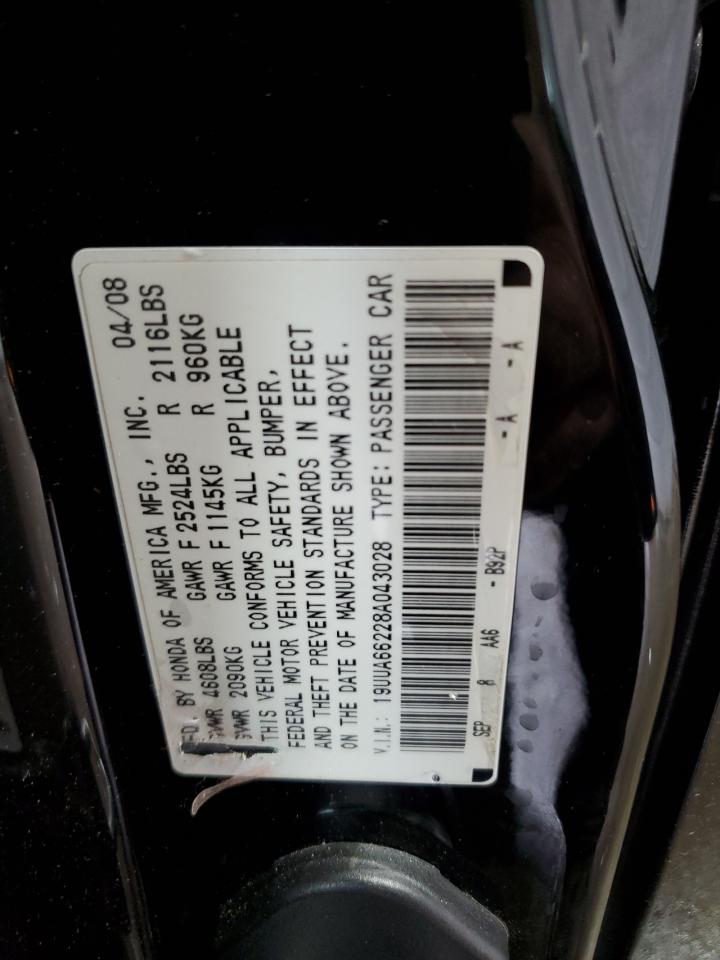 MFD. BY HONDA OF AMERICA MFG., INC. 04/08
GVWR 4608LBS GAWR F 2524LBS R 2116LBS
GVWR 2090KG GAWR F 1145KG R 960KG
THIS VEHICLE CONFORMS TO ALL APPLICABLE
FEDERAL MOTOR VEHICLE SAFETY, BUMPER,
AND THEFT PREVENTION STANDARDS IN EFFECT
ON THE DATE OF MANUFACTURE SHOWN ABOVE.
V.I.N.: 19UUA66228A043028 TYPE: PASSENGER CAR
SEP 8 AA6 - B92P - A - A